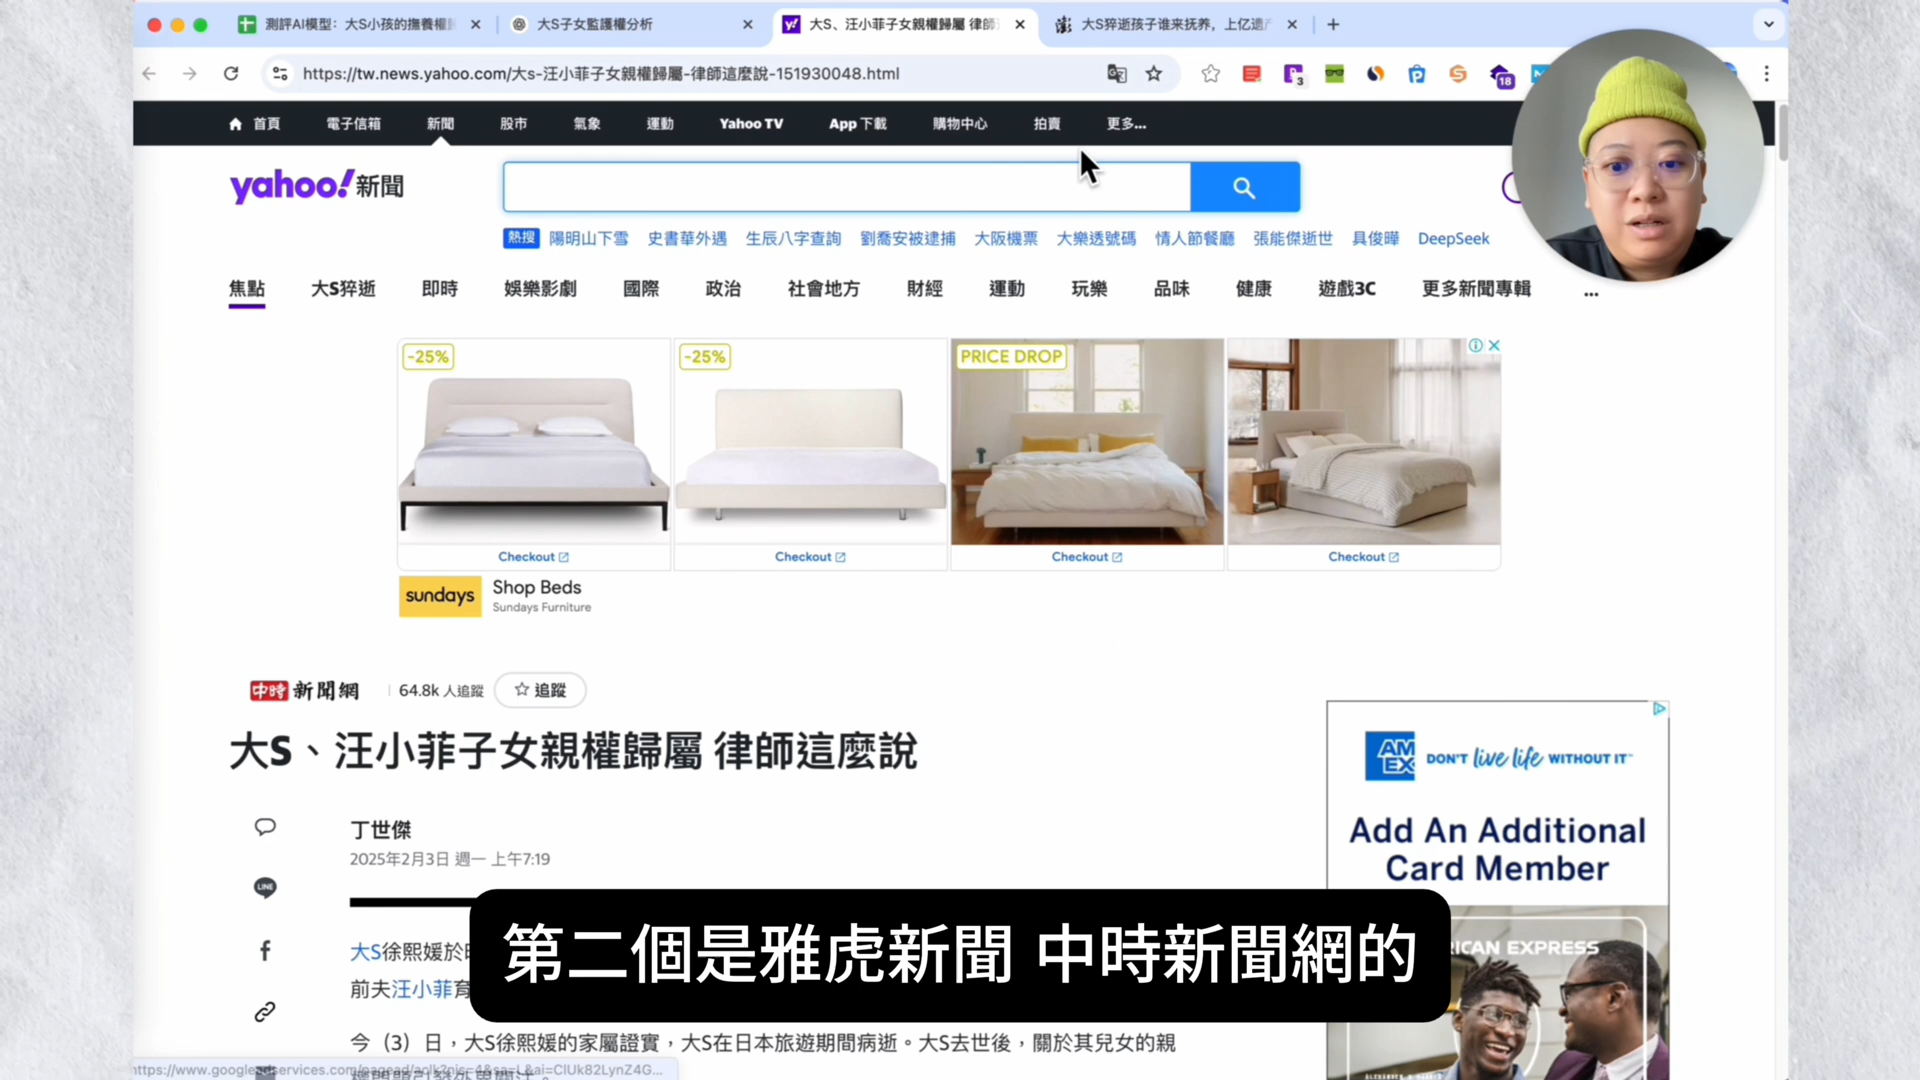 測評AI模型：大S小孩的撫養權
大S子女監護權分析
大S、汪小菲子女親權歸屬 律師
大S猝逝孩子谁来抚养，上亿遗产
https://tw.news.yahoo.com/大s-汪小菲子女親權歸屬-律師這麼說-151930048.html
3
18
首頁 電子信箱 新聞 股市 氣象 運動 Yahoo TV App 下載 購物中心 拍賣 更多...
yahoo!新聞
熱搜 陽明山下雪 史書華外遇 生辰八字查詢 劉喬安被逮捕 大阪機票 大樂透號碼 情人節餐廳 張能傑逝世 具俊曄 DeepSeek
焦點 大S猝逝 即時 娛樂影劇 國際 政治 社會地方 財經 運動 玩樂 品味 健康 遊戲3C 更多新聞專輯 ...
-25% -25% PRICE DROP
Checkout Checkout Checkout Checkout
sundays
Shop Beds
Sundays Furniture
中時新聞網 64.8k 人追蹤 追蹤
大S、汪小菲子女親權歸屬 律師這麼說
丁世傑
2025年2月3日 週一 上午7:19
LINE
大S徐熙媛於
前夫汪小菲育
今（3）日，大S徐熙媛的家屬證實，大S在日本旅遊期間病逝。大S去世後，關於其兒女的親
AM
EX
DON'T live life WITHOUT IT
Add An Additional
Card Member
ICAN EXPRESS
第二個是雅虎新聞 中時新聞網的